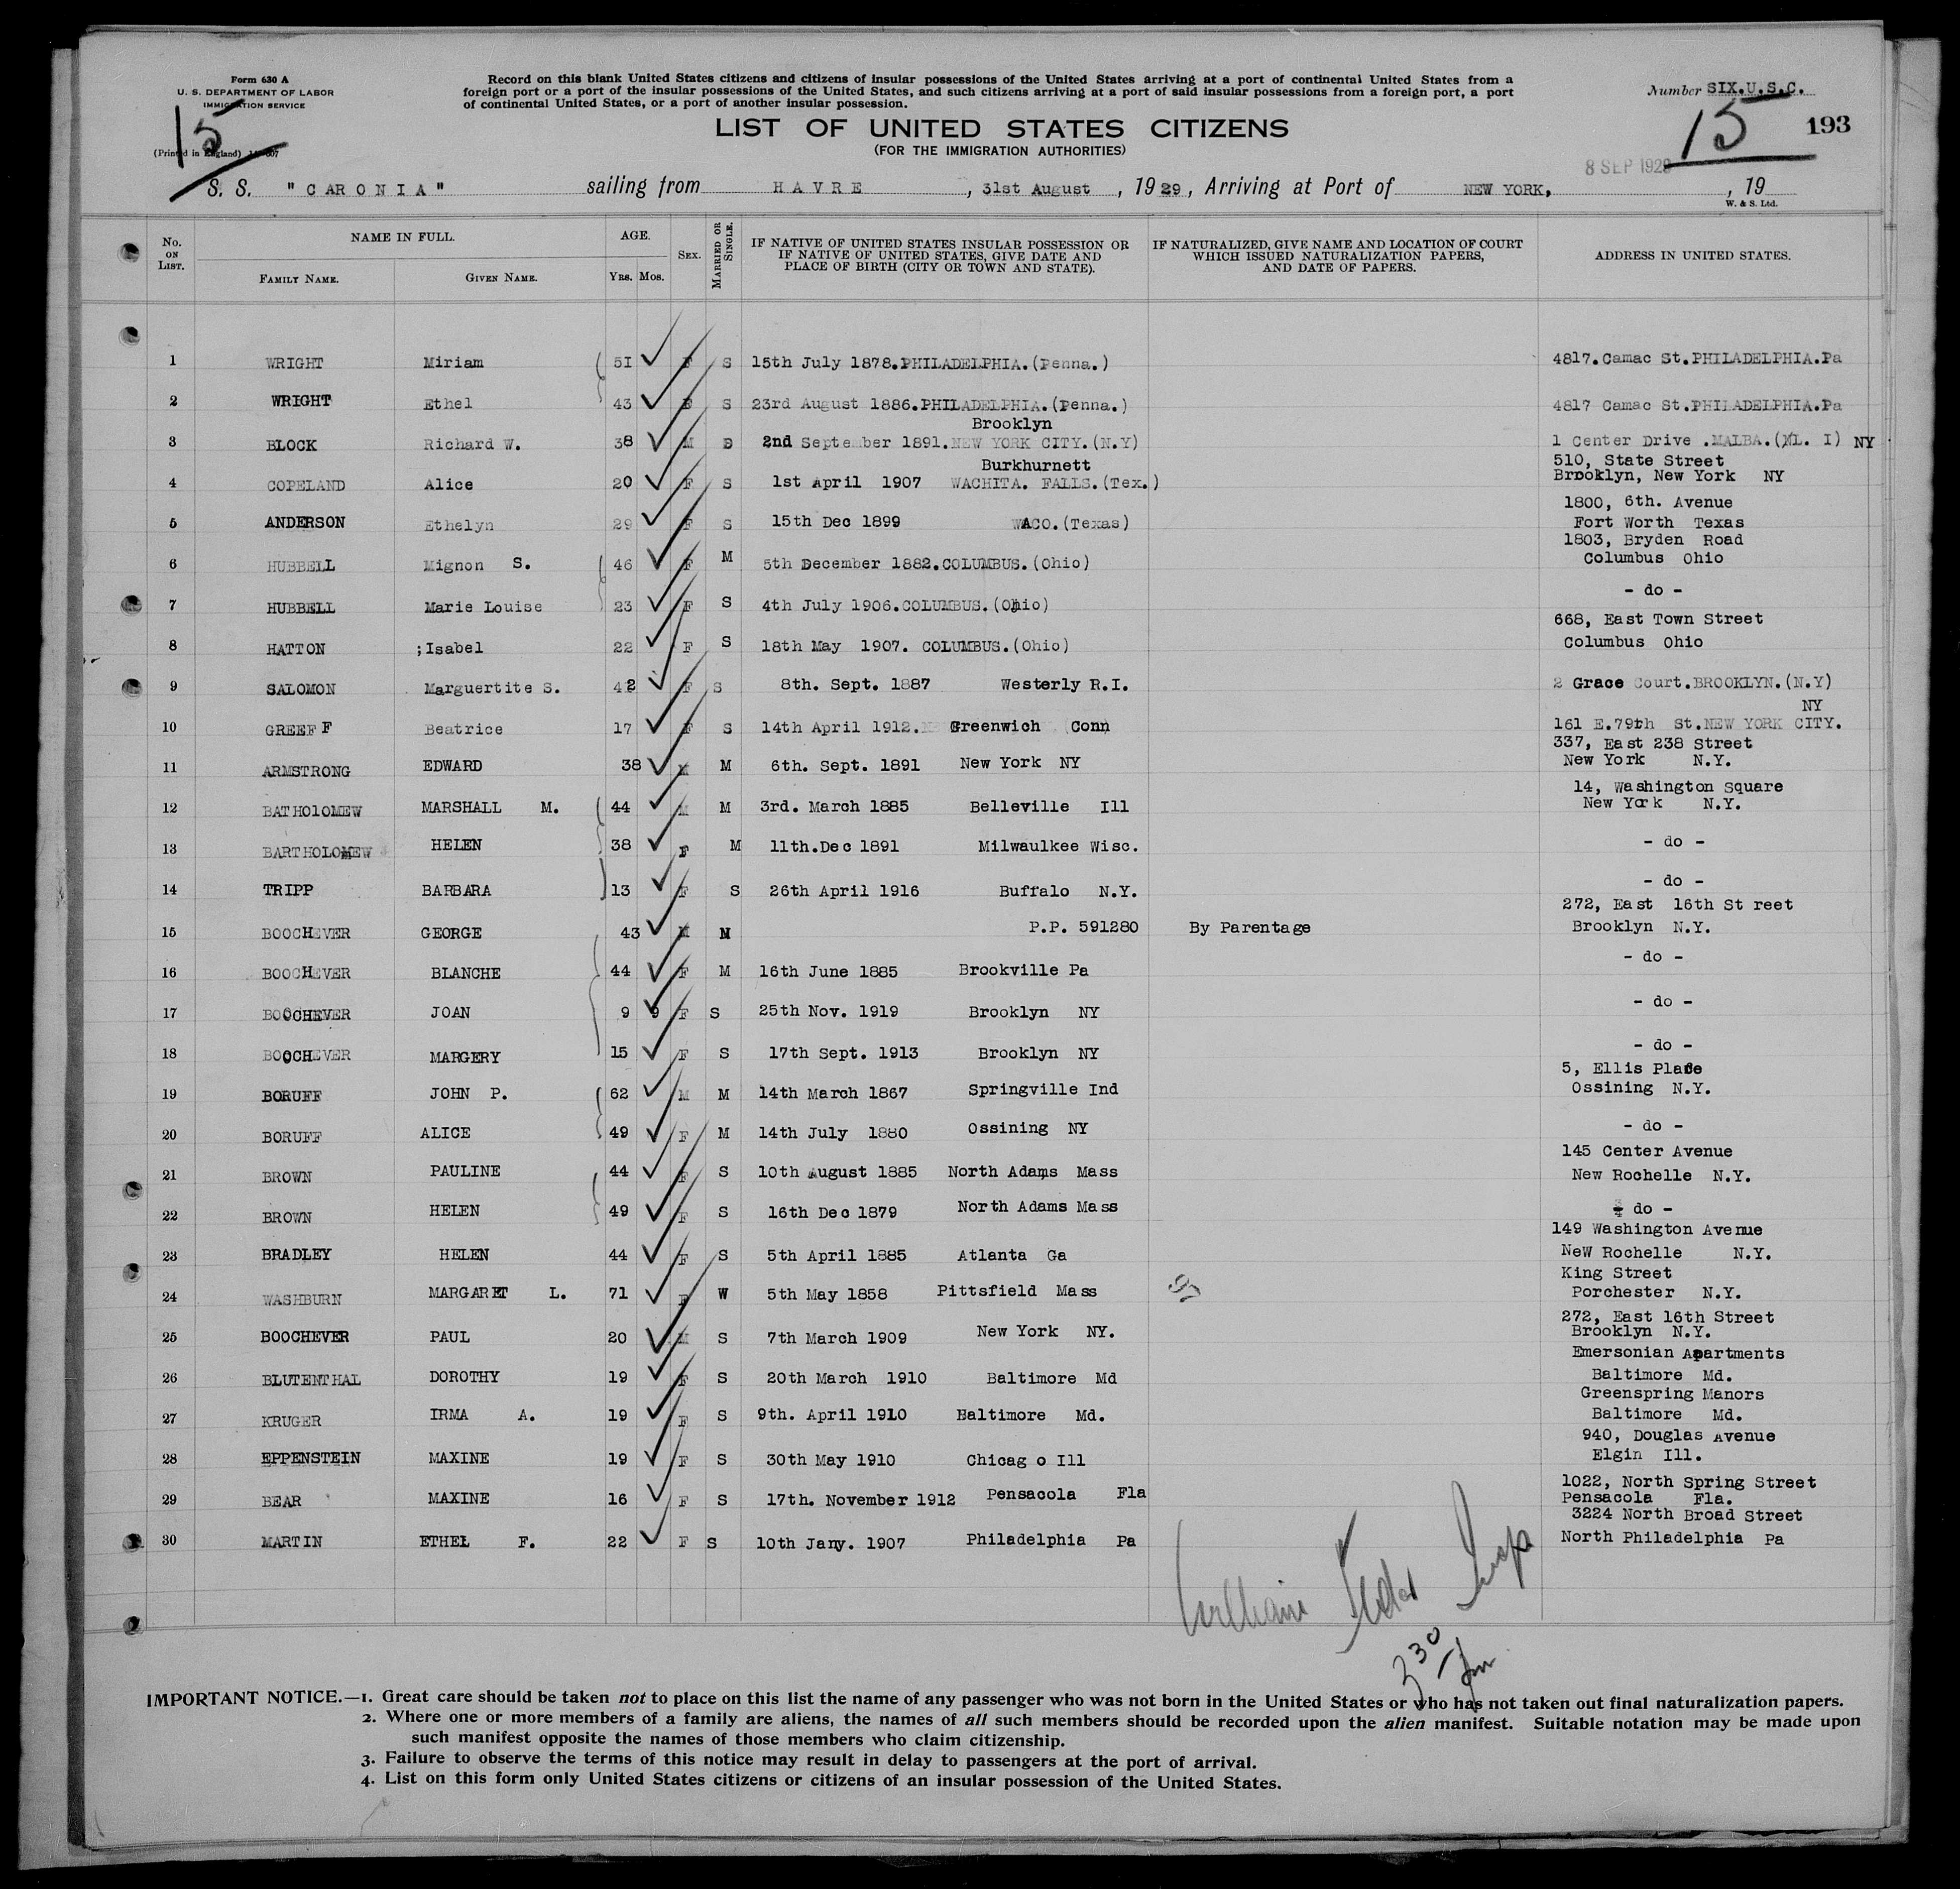 Form 630 A
U. S. DEPARTMENT OF LABOR
IMMIGRATION SERVICE
15
(Printed in England)
Record on this blank United States citizens and citizens of insular possessions of the United States arriving at a port of continental United States from a
foreign port or a port of the insular possessions of the United States, and such citizens arriving at a port of said insular possessions from a foreign port, a port
of continental United States, or a port of another insular possession.
Number SIX.U.S.C.
15 193
LIST OF UNITED STATES CITIZENS
(FOR THE IMMIGRATION AUTHORITIES)
8 SEP 1929
S. S. "CARONIA" sailing from HAVRE, 31st August, 1929, Arriving at Port of NEW YORK, , 19
W. & S. Ltd.
No. ON LIST. NAME IN FULL. FAMILY NAME. GIVEN NAME. AGE. YRS. MOS. SEX. MARRIED OR SINGLE.
IF NATIVE OF UNITED STATES INSULAR POSSESSION OR
IF NATIVE OF UNITED STATES, GIVE DATE AND
PLACE OF BIRTH (CITY OR TOWN AND STATE).
IF NATURALIZED, GIVE NAME AND LOCATION OF COURT
WHICH ISSUED NATURALIZATION PAPERS,
AND DATE OF PAPERS.
ADDRESS IN UNITED STATES.
1 WRIGHT Miriam 51 F S 15th July 1878.PHILADELPHIA.(Penna.) 4817.Camac St.PHILADELPHIA.Pa
2 WRIGHT Ethel 43 F S 23rd August 1886.PHILADELPHIA.(Penna.) 4817 Camac St.PHILADELPHIA.Pa
Brooklyn
3 BLOCK Richard W. 38 M D 2nd September 1891.NEW YORK CITY.(N.Y) 1 Center Drive .MALBA.(L. I) NY
Burkhurnett 510, State Street
4 COPELAND Alice 20 F S 1st April 1907 WACHITA. FALLS.(Tex.) Brooklyn, New York NY
1800, 6th. Avenue
5 ANDERSON Ethelyn 29 F S 15th Dec 1899 WACO.(Texas) Fort Worth Texas
1803, Bryden Road
6 HUBBELL Mignon S. 46 F M 5th December 1882.COLUMBUS.(Ohio) Columbus Ohio
7 HUBBELL Marie Louise 23 F S 4th July 1906.COLUMBUS.(Ohio) - do -
668, East Town Street
8 HATTON ;Isabel 22 F S 18th May 1907. COLUMBUS.(Ohio) Columbus Ohio
9 SALOMON Marguertite S. 42 F S 8th. Sept. 1887 Westerly R.I. 2 Grace Court.BROOKLYN.(N.Y)
NY
10 GREEFF Beatrice 17 F S 14th April 1912. Greenwich Conn 161 E.79th St.NEW YORK CITY.
337, East 238 Street
11 ARMSTRONG EDWARD 38 M M 6th. Sept. 1891 New York NY New York N.Y.
14, Washington Square
12 BATHOlOMEW MARSHALL M. 44 M M 3rd. March 1885 Belleville Ill New York N.Y.
13 BARTHOLOMEW HELEN 38 F M 11th.Dec 1891 Milwaulkee Wisc. - do -
14 TRIPP BARBARA 13 F S 26th April 1916 Buffalo N.Y. - do -
272, East 16th St reet
15 BOOCHEVER GEORGE 43 M M P.P. 591280 By Parentage Brooklyn N.Y.
16 BOOCHEVER BLANCHE 44 F M 16th June 1885 Brookville Pa - do -
17 BOOCHEVER JOAN 9 9 F S 25th Nov. 1919 Brooklyn NY - do -
18 BOOCHEVER MARGERY 15 F S 17th Sept. 1913 Brooklyn NY - do -
5, Ellis Place
19 BORUFF JOHN P. 62 M M 14th March 1867 Springville Ind Ossining N.Y.
20 BORUFF ALICE 49 F M 14th July 1880 Ossining NY - do -
145 Center Avenue
21 BROWN PAULINE 44 F S 10th August 1885 North Adams Mass New Rochelle N.Y.
22 BROWN HELEN 49 F S 16th Dec 1879 North Adams Mass - do -
149 Washington Avenue
23 BRADLEY HELEN 44 F S 5th April 1885 Atlanta Ga New Rochelle N.Y.
King Street
24 WASHBURN MARGARET L. 71 F W 5th May 1858 Pittsfield Mass Porchester N.Y.
272, East 16th Street
25 BOOCHEVER PAUL 20 M S 7th March 1909 New York NY. Brooklyn N.Y.
Emersonian Apartments
26 BLUTENTHAL DOROTHY 19 F S 20th March 1910 Baltimore Md Baltimore Md.
Greenspring Manors
27 KRUGER IRMA A. 19 F S 9th. April 1910 Baltimore Md. Baltimore Md.
940, Douglas Avenue
28 EPPENSTEIN MAXINE 19 F S 30th May 1910 Chicag o Ill Elgin Ill.
1022, North Spring Street
29 BEAR MAXINE 16 F S 17th. November 1912 Pensacola Fla Pensacola Fla.
3224 North Broad Street
30 MARTIN ETHEL F. 22 F S 10th Jany. 1907 Philadelphia Pa North Philadelphia Pa
William
330
IMPORTANT NOTICE.—1. Great care should be taken not to place on this list the name of any passenger who was not born in the United States or who has not taken out final naturalization papers.
2. Where one or more members of a family are aliens, the names of all such members should be recorded upon the alien manifest. Suitable notation may be made upon
such manifest opposite the names of those members who claim citizenship.
3. Failure to observe the terms of this notice may result in delay to passengers at the port of arrival.
4. List on this form only United States citizens or citizens of an insular possession of the United States.